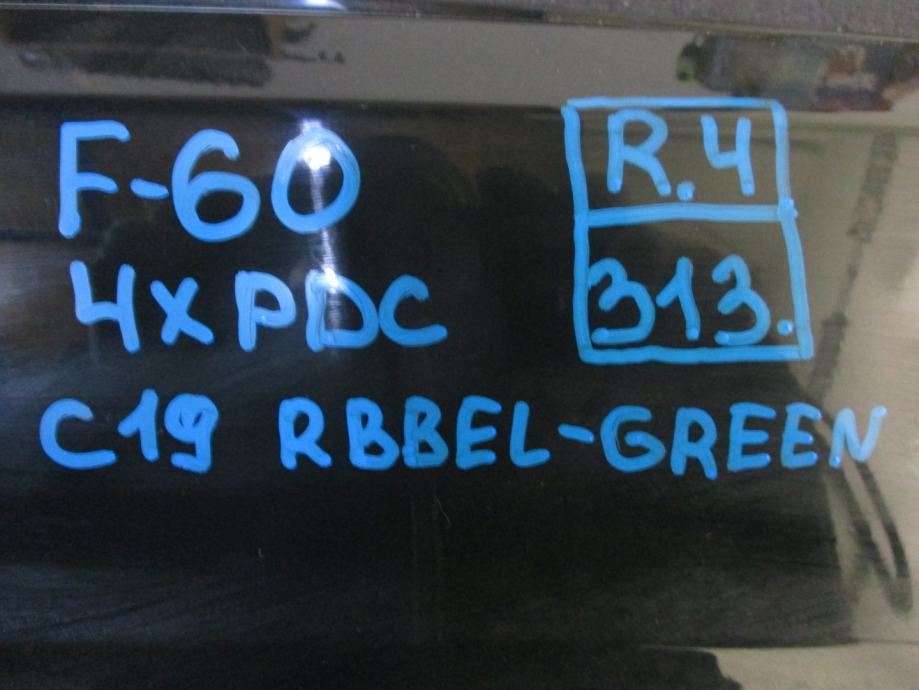 F-60
4XPDC
C19 RBBEL-GREEN
R.4
313.